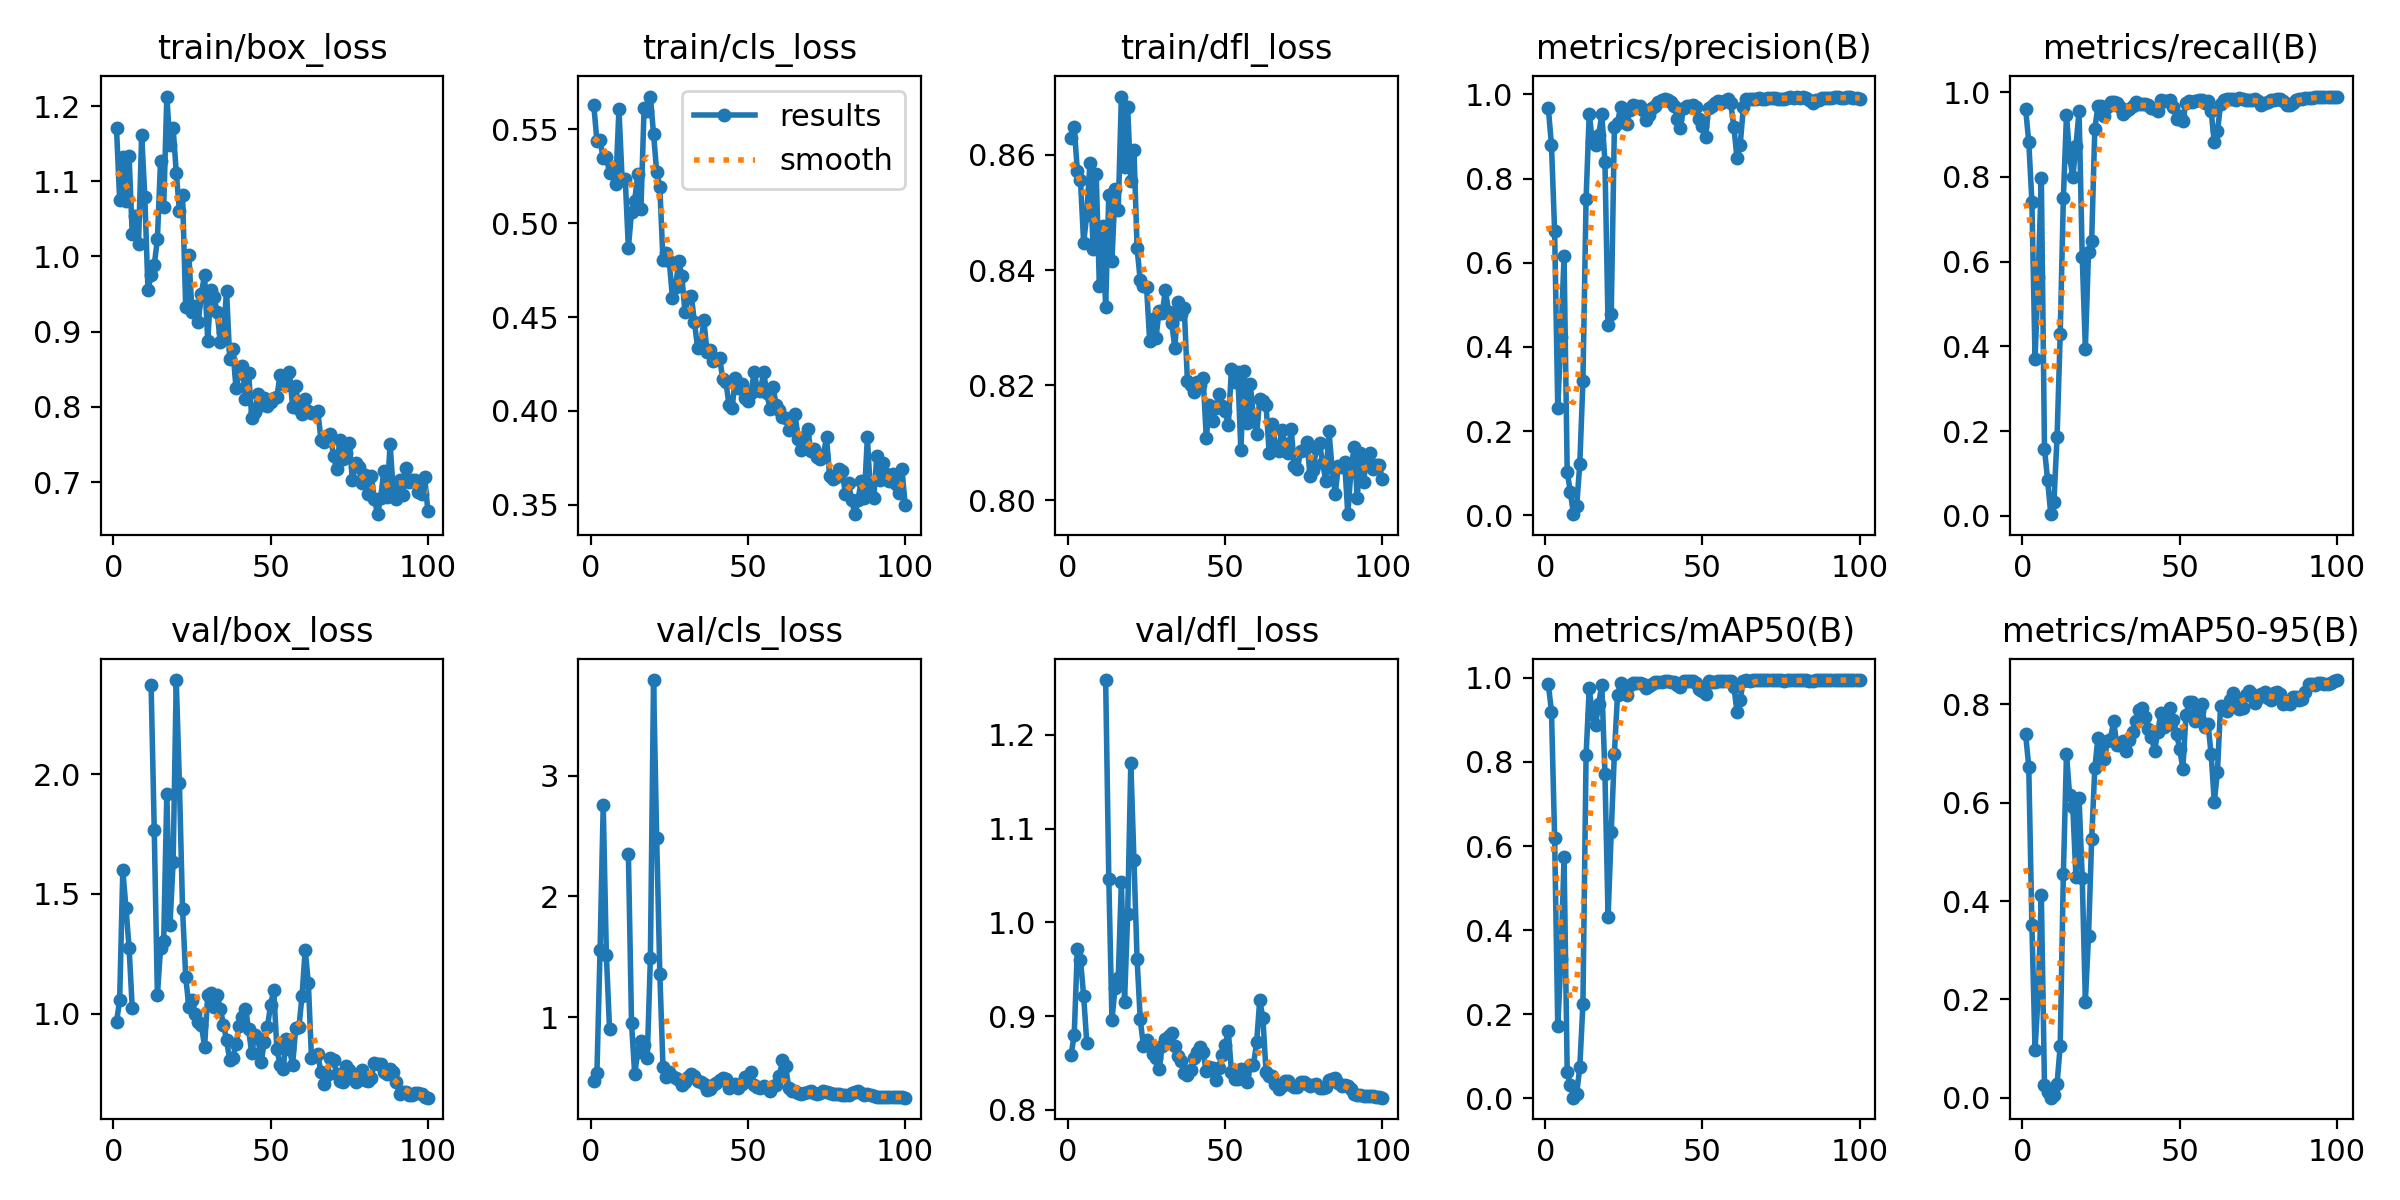 train/box_loss
1.2
1.1
1.0
0.9
0.8
0.7
0 50 100
train/cls_loss
results
smooth
0.55
0.50
0.45
0.40
0.35
0 50 100
train/dfl_loss
0.86
0.84
0.82
0.80
0 50 100
metrics/precision(B)
1.0
0.8
0.6
0.4
0.2
0.0
0 50 100
metrics/recall(B)
1.0
0.8
0.6
0.4
0.2
0.0
0 50 100
val/box_loss
2.0
1.5
1.0
0 50 100
val/cls_loss
3
2
1
0 50 100
val/dfl_loss
1.2
1.1
1.0
0.9
0.8
0 50 100
metrics/mAP50(B)
1.0
0.8
0.6
0.4
0.2
0.0
0 50 100
metrics/mAP50-95(B)
0.8
0.6
0.4
0.2
0.0
0 50 100